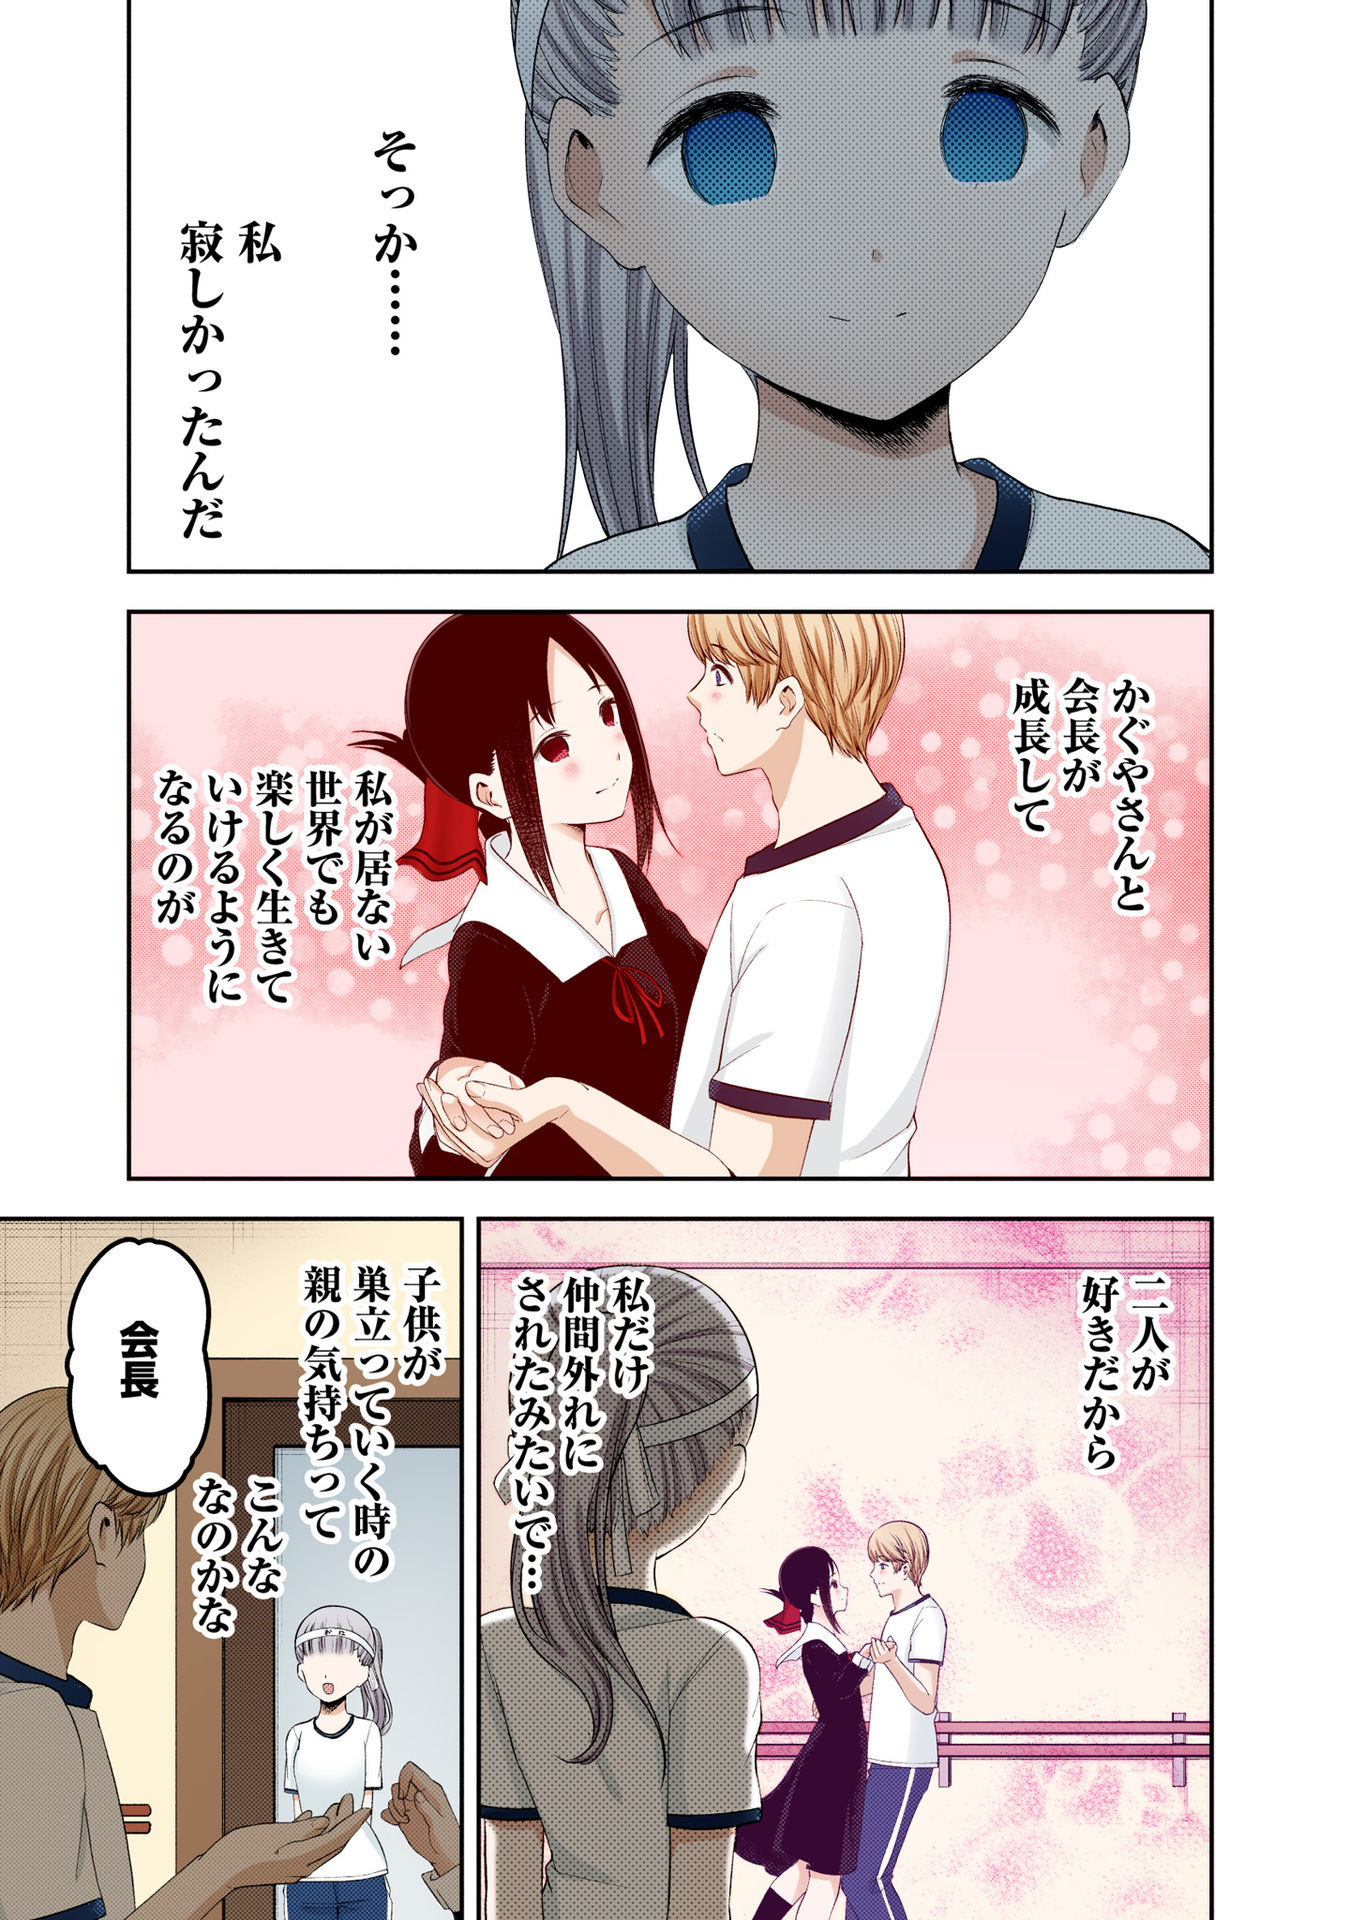 そっか……
私
寂しかったんだ
かぐやさんと
会長が
成長して
私が居ない
世界でも
楽しく生きて
いけるように
なるのが
二人が
好きだから
私だけ
仲間外れに
されたみたいで…
子供が
巣立っていく時の
親の気持ちって
こんな
なのかな
会長
おに